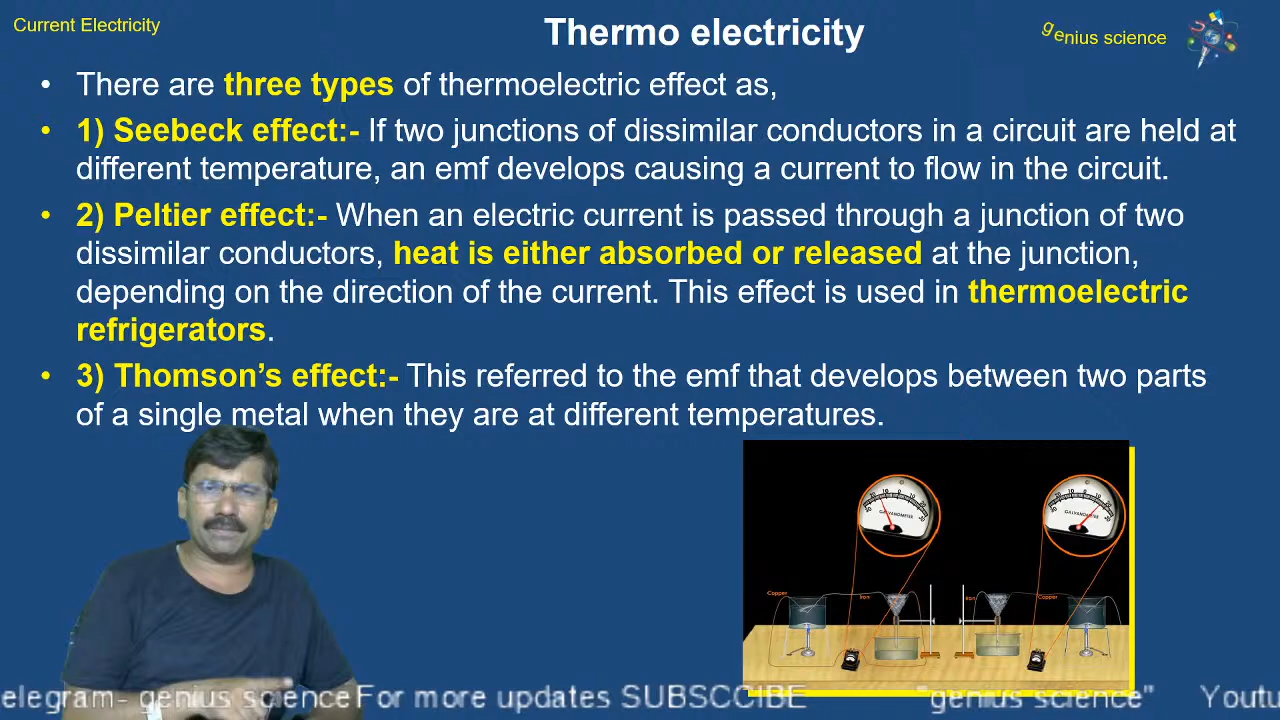 Current Electricity
Thermo electricity
genius science
• There are three types of thermoelectric effect as,
• 1) Seebeck effect:- If two junctions of dissimilar conductors in a circuit are held at
different temperature, an emf develops causing a current to flow in the circuit.
• 2) Peltier effect:- When an electric current is passed through a junction of two
dissimilar conductors, heat is either absorbed or released at the junction,
depending on the direction of the current. This effect is used in thermoelectric
refrigerators.
• 3) Thomson’s effect:- This referred to the emf that develops between two parts
of a single metal when they are at different temperatures.
GALVANOMETER GALVANOMETER
Copper Iron Iron Copper
elegram- genius science For more updates SUBSCCIBE "genius science" Youtu